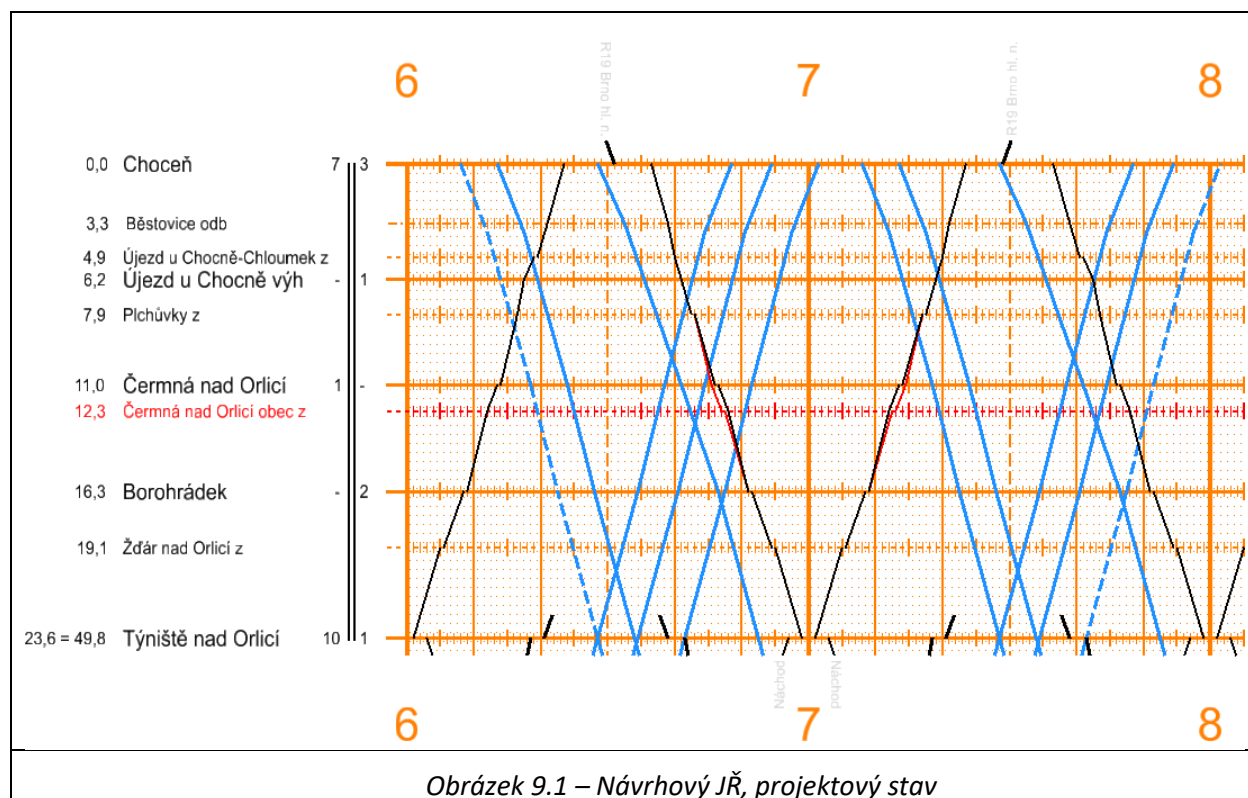 R19 Brno hl. n.
R19 Brno hl. n.
6 7 8
0,0 Choceň 7 3
3,3 Běstovice odb
4,9 Újezd u Chocně-Chloumek z
6,2 Újezd u Chocně výh - 1
7,9 Plchůvky z
11,0 Čermná nad Orlicí 1 -
12,3 Čermná nad Orlicí obec z
16,3 Borohrádek - 2
19,1 Žďár nad Orlicí z
23,6 = 49,8 Týniště nad Orlicí 10 1
Náchod
Náchod
6 7 8
Obrázek 9.1 – Návrhový JŘ, projektový stav